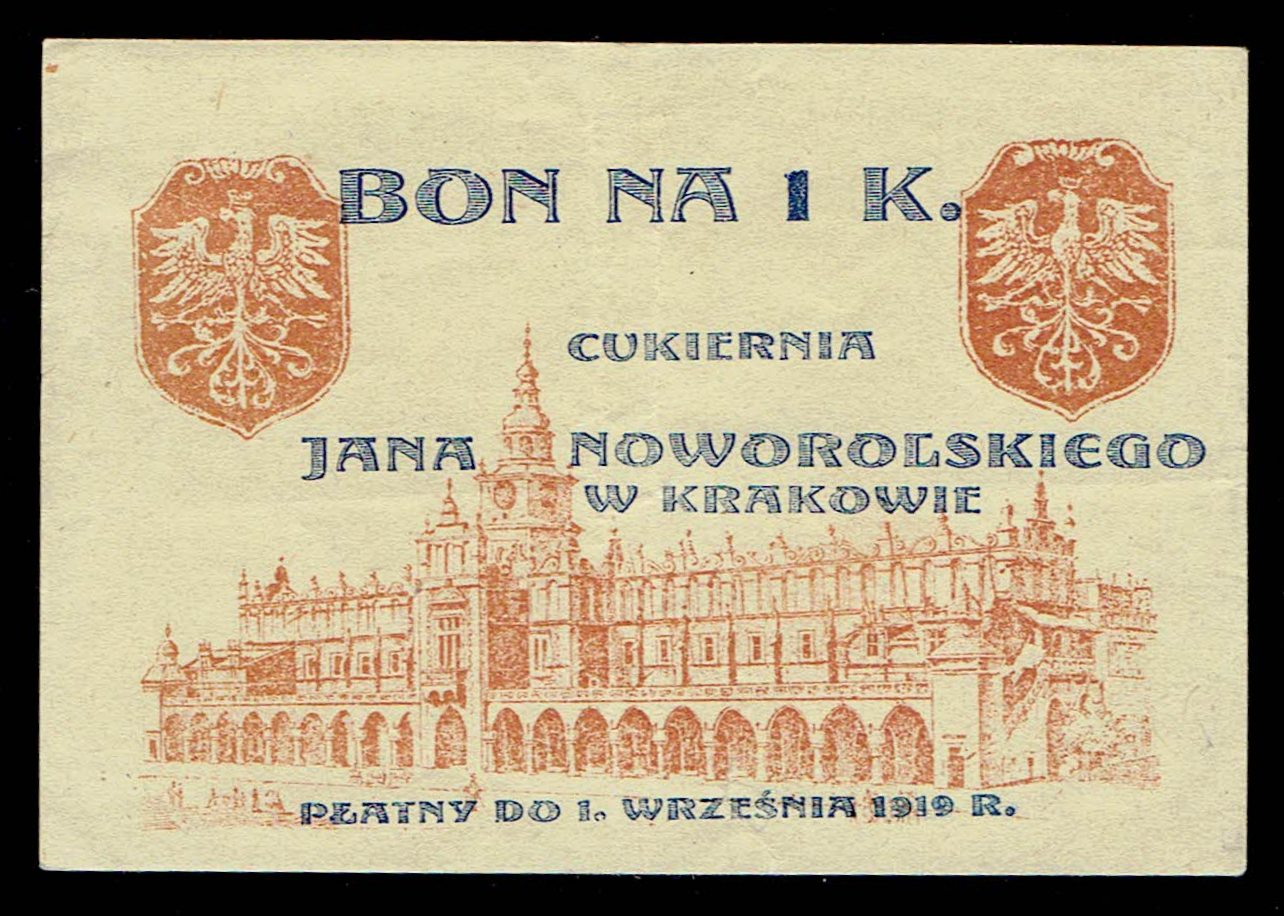 BON NA 1 K.
CUKIERNIA
JANA NOWOROLSKIEGO
W KRAKOWIE
PŁATNY DO 1. WRZEŚNIA 1919 R.